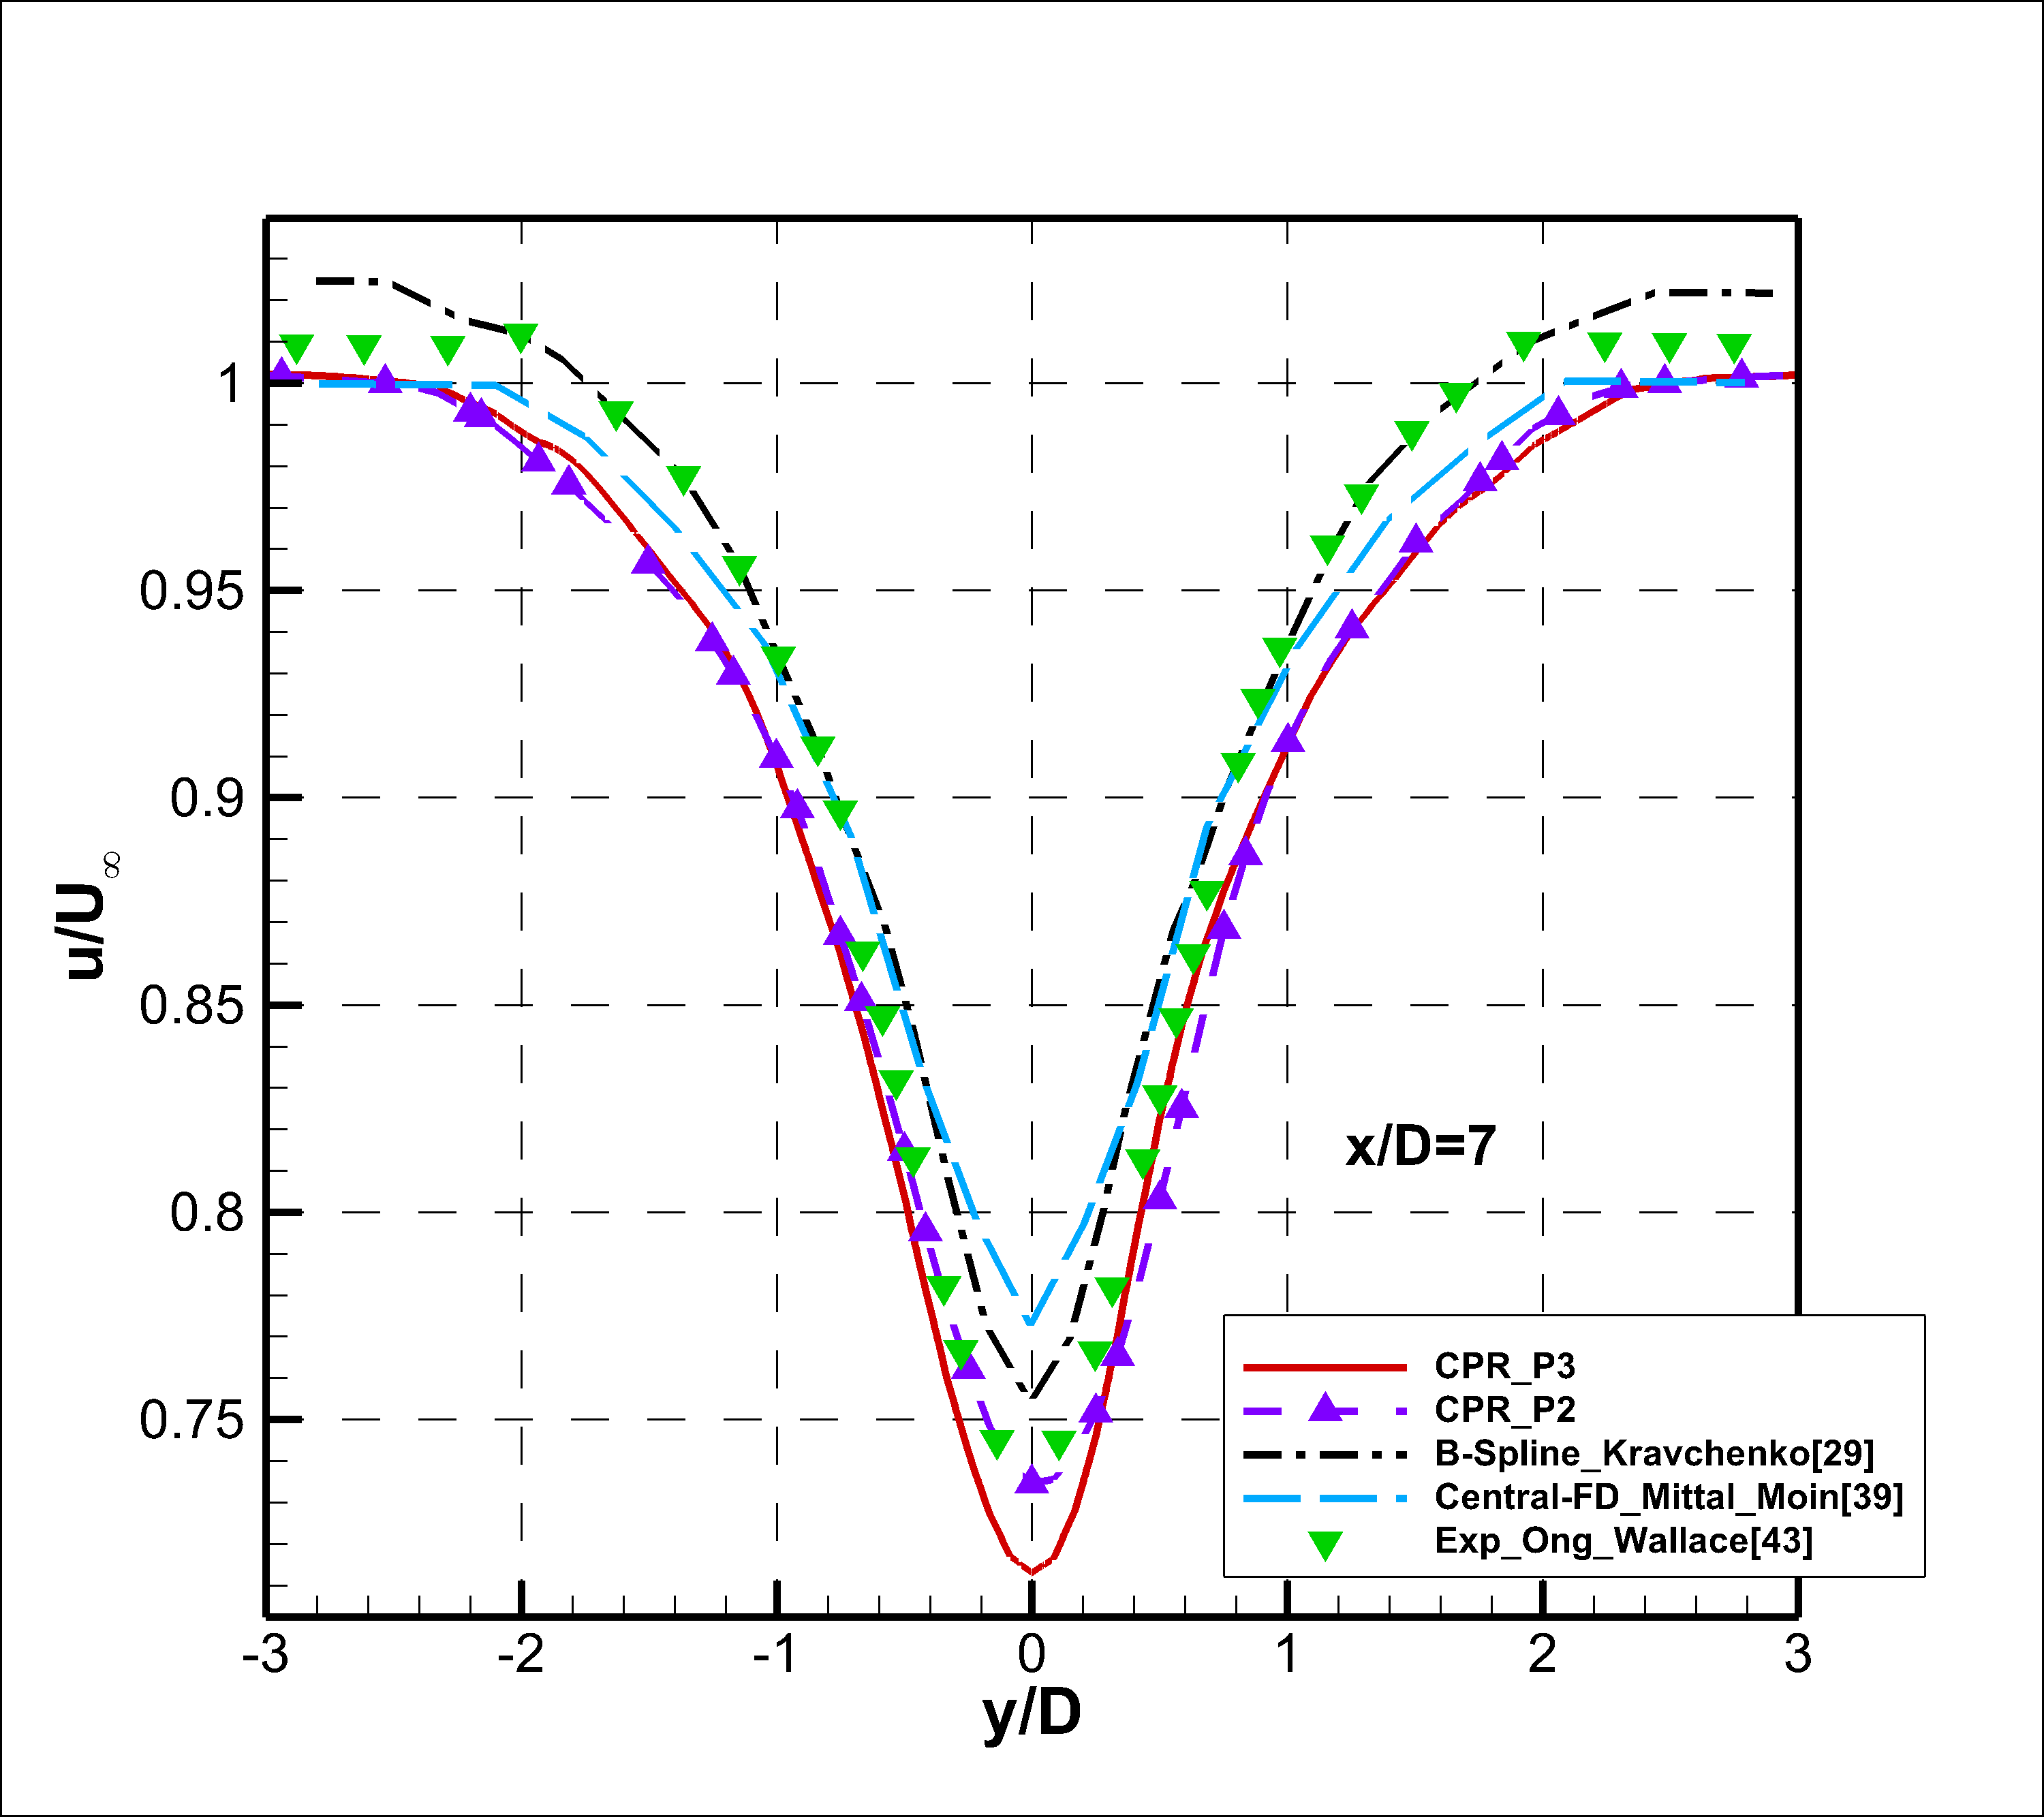 1
0.95
0.9
0.85
0.8
0.75
u/U∞
x/D=7
CPR_P3
CPR_P2
B-Spline_Kravchenko[29]
Central-FD_Mittal_Moin[39]
Exp_Ong_Wallace[43]
-3 -2 -1 0 1 2 3
y/D